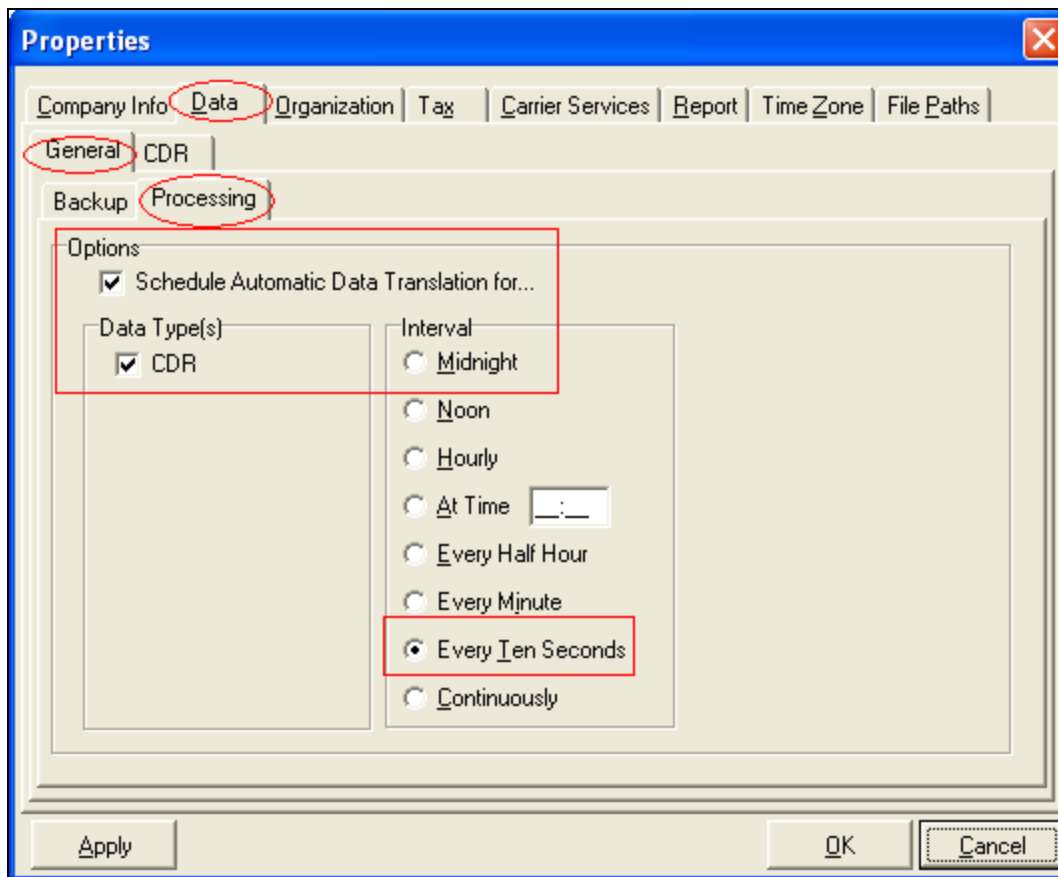 Properties
Company Info Data Organization Tax Carrier Services Report Time Zone File Paths
General CDR
Backup Processing
Options
Schedule Automatic Data Translation for...
Data Type(s) Interval
CDR Midnight
Noon
Hourly
At Time __:__
Every Half Hour
Every Minute
Every Ten Seconds
Continuously
Apply OK Cancel